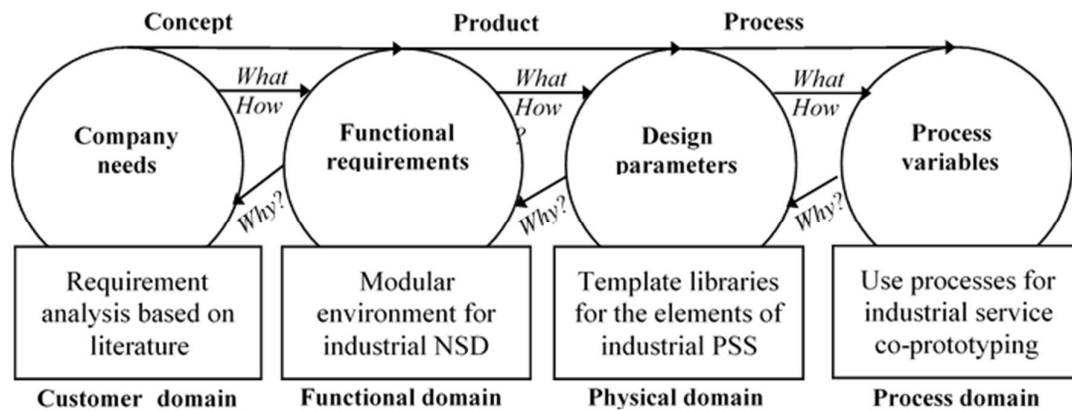 Concept
Product
Process
What
How
What
How
?
What
How
Company
needs
Functional
requirements
Design
parameters
Process
variables
Why?
Why?
Why?
Requirement
analysis based on
literature
Modular
environment for
industrial NSD
Template libraries
for the elements of
industrial PSS
Use processes for
industrial service
co-prototyping
Customer domain
Functional domain
Physical domain
Process domain